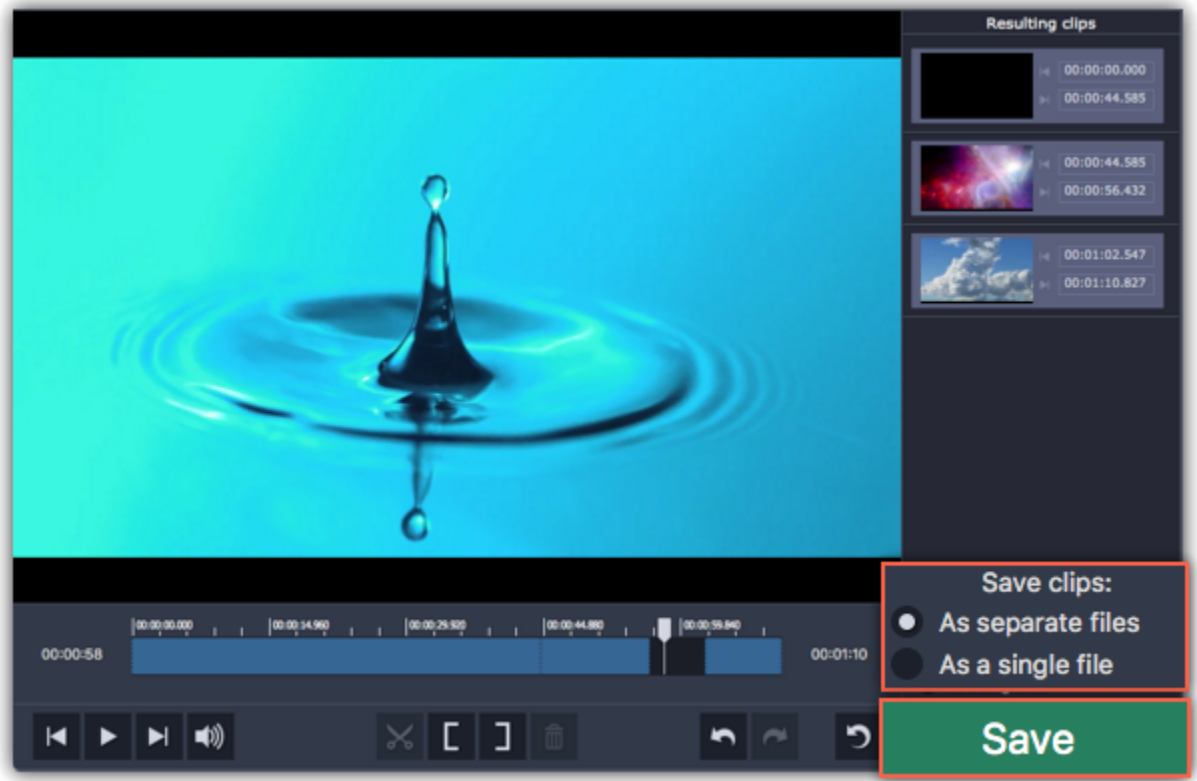 Resulting clips
00:00:00.000
00:00:44.585
00:00:44.585
00:00:56.432
00:01:02.547
00:01:10.827
Save clips:
As separate files
As a single file
00:00:00.000 00:00:14.960 00:00:29.920 00:00:44.880 00:00:59.840
00:00:58 00:01:10
Save